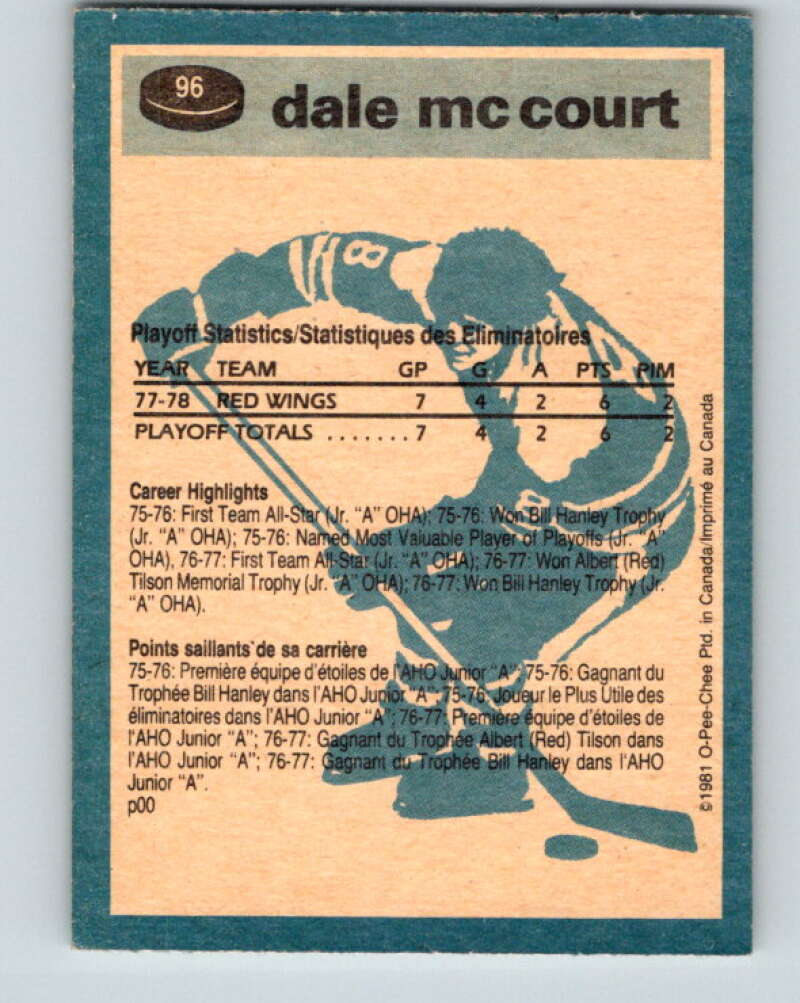 96
dale mc court
8
Playoff Statistics/Statistiques des Eliminatoires
YEAR TEAM GP G A PTS PIM
77-78 RED WINGS 7 4 2 6 2
PLAYOFF TOTALS ....... 7 4 2 6 2
Career Highlights
75-76: First Team All-Star (Jr. “A” OHA); 75-76: Won Bill Hanley Trophy
(Jr. “A” OHA); 75-76: Named Most Valuable Player of Playoffs (Jr. “A”
OHA), 76-77: First Team All-Star (Jr. “A” OHA); 76-77: Won Albert (Red)
Tilson Memorial Trophy (Jr. “A” OHA); 76-77: Won Bill Hanley Trophy (Jr.
“A” OHA).
8
Points saillants de sa carrière
75-76: Première équipe d'étoiles de l'AHO Junior “A”; 75-76: Gagnant du
Trophée Bill Hanley dans l'AHO Junior “A”; 75-76: Joueur le Plus Utile des
éliminatoires dans l'AHO Junior “A”; 76-77: Première équipe d'étoiles de
l'AHO Junior “A”; 76-77: Gagnant du Trophée Albert (Red) Tilson dans
l'AHO Junior “A”; 76-77: Gagnant du Trophée Bill Hanley dans l'AHO
Junior “A”.
p00
©1981 O-Pee-Chee Ptd. in Canada/Imprimé au Canada